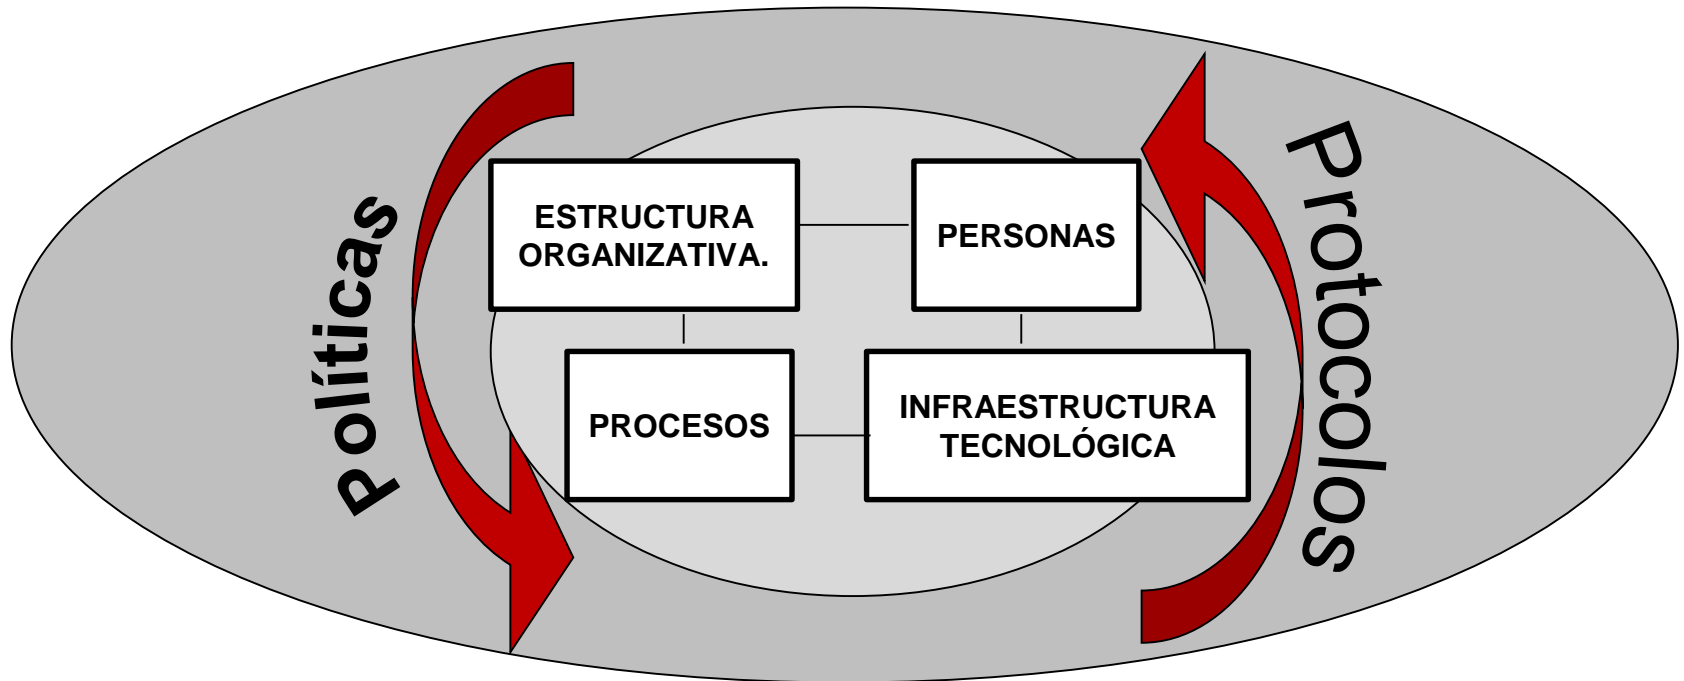 Políticas
ESTRUCTURA
ORGANIZATIVA.
PERSONAS
PROCESOS
INFRAESTRUCTURA
TECNOLÓGICA
Protocolos